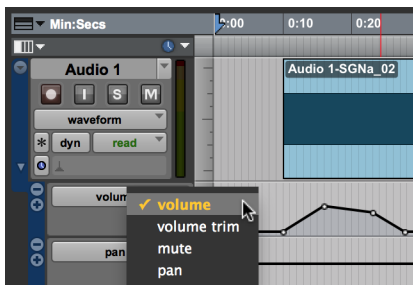 Min:Secs 0:00 0:10 0:20
Audio 1 Audio 1-SGNa_02
I S M
waveform
* dyn read
volum
✓ volume
volume trim
mute
pan
pan